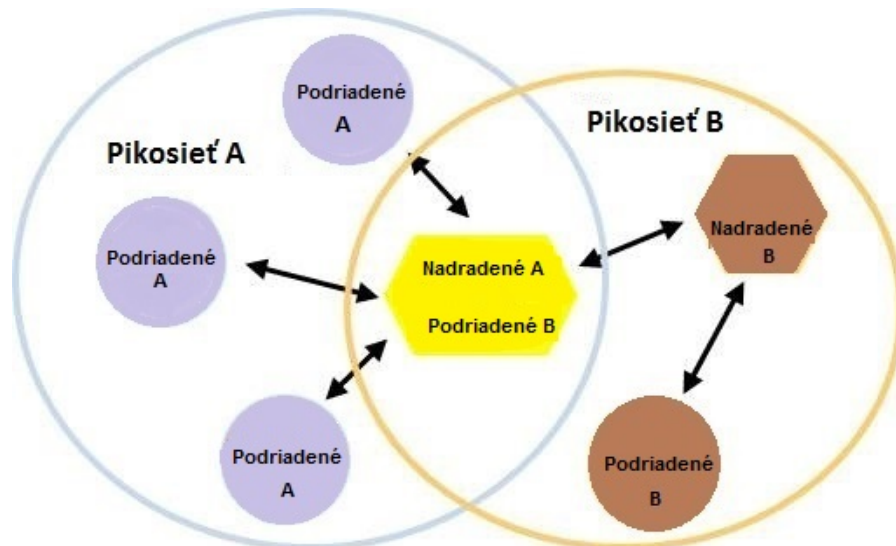 Podriadené
A
Pikosieť A
Pikosieť B
Podriadené
A
Nadradené A
Podriadené B
Nadradené
B
Podriadené
A
Podriadené
B